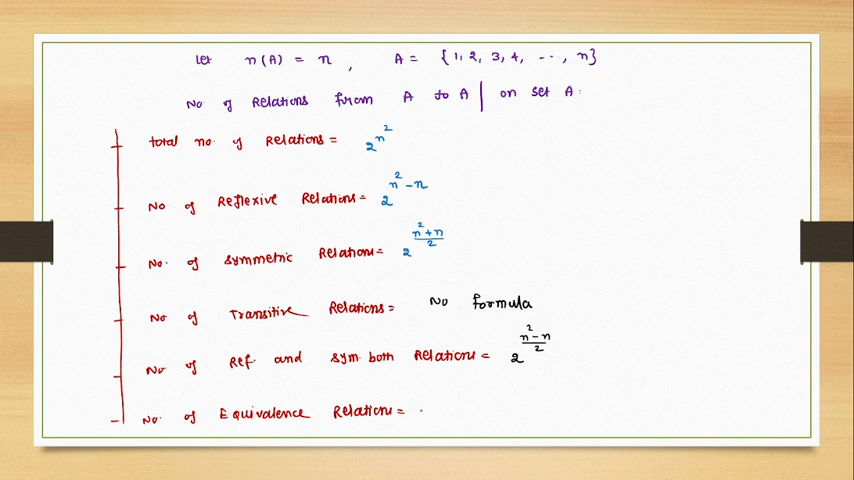 Let n(A) = n, A = {1, 2, 3, 4, ---, n}
No of Relations from A to A | on set A.
total no. of Relations = 2^{n^2}
No of Reflexive Relations = 2^{n^2-n}
No. of symmetric Relations = 2^{\frac{n^2+n}{2}}
No of Transitive Relations = No formula
No of Ref. and sym. both Relations = 2^{\frac{n^2-n}{2}}
No. of Equivalence Relations =